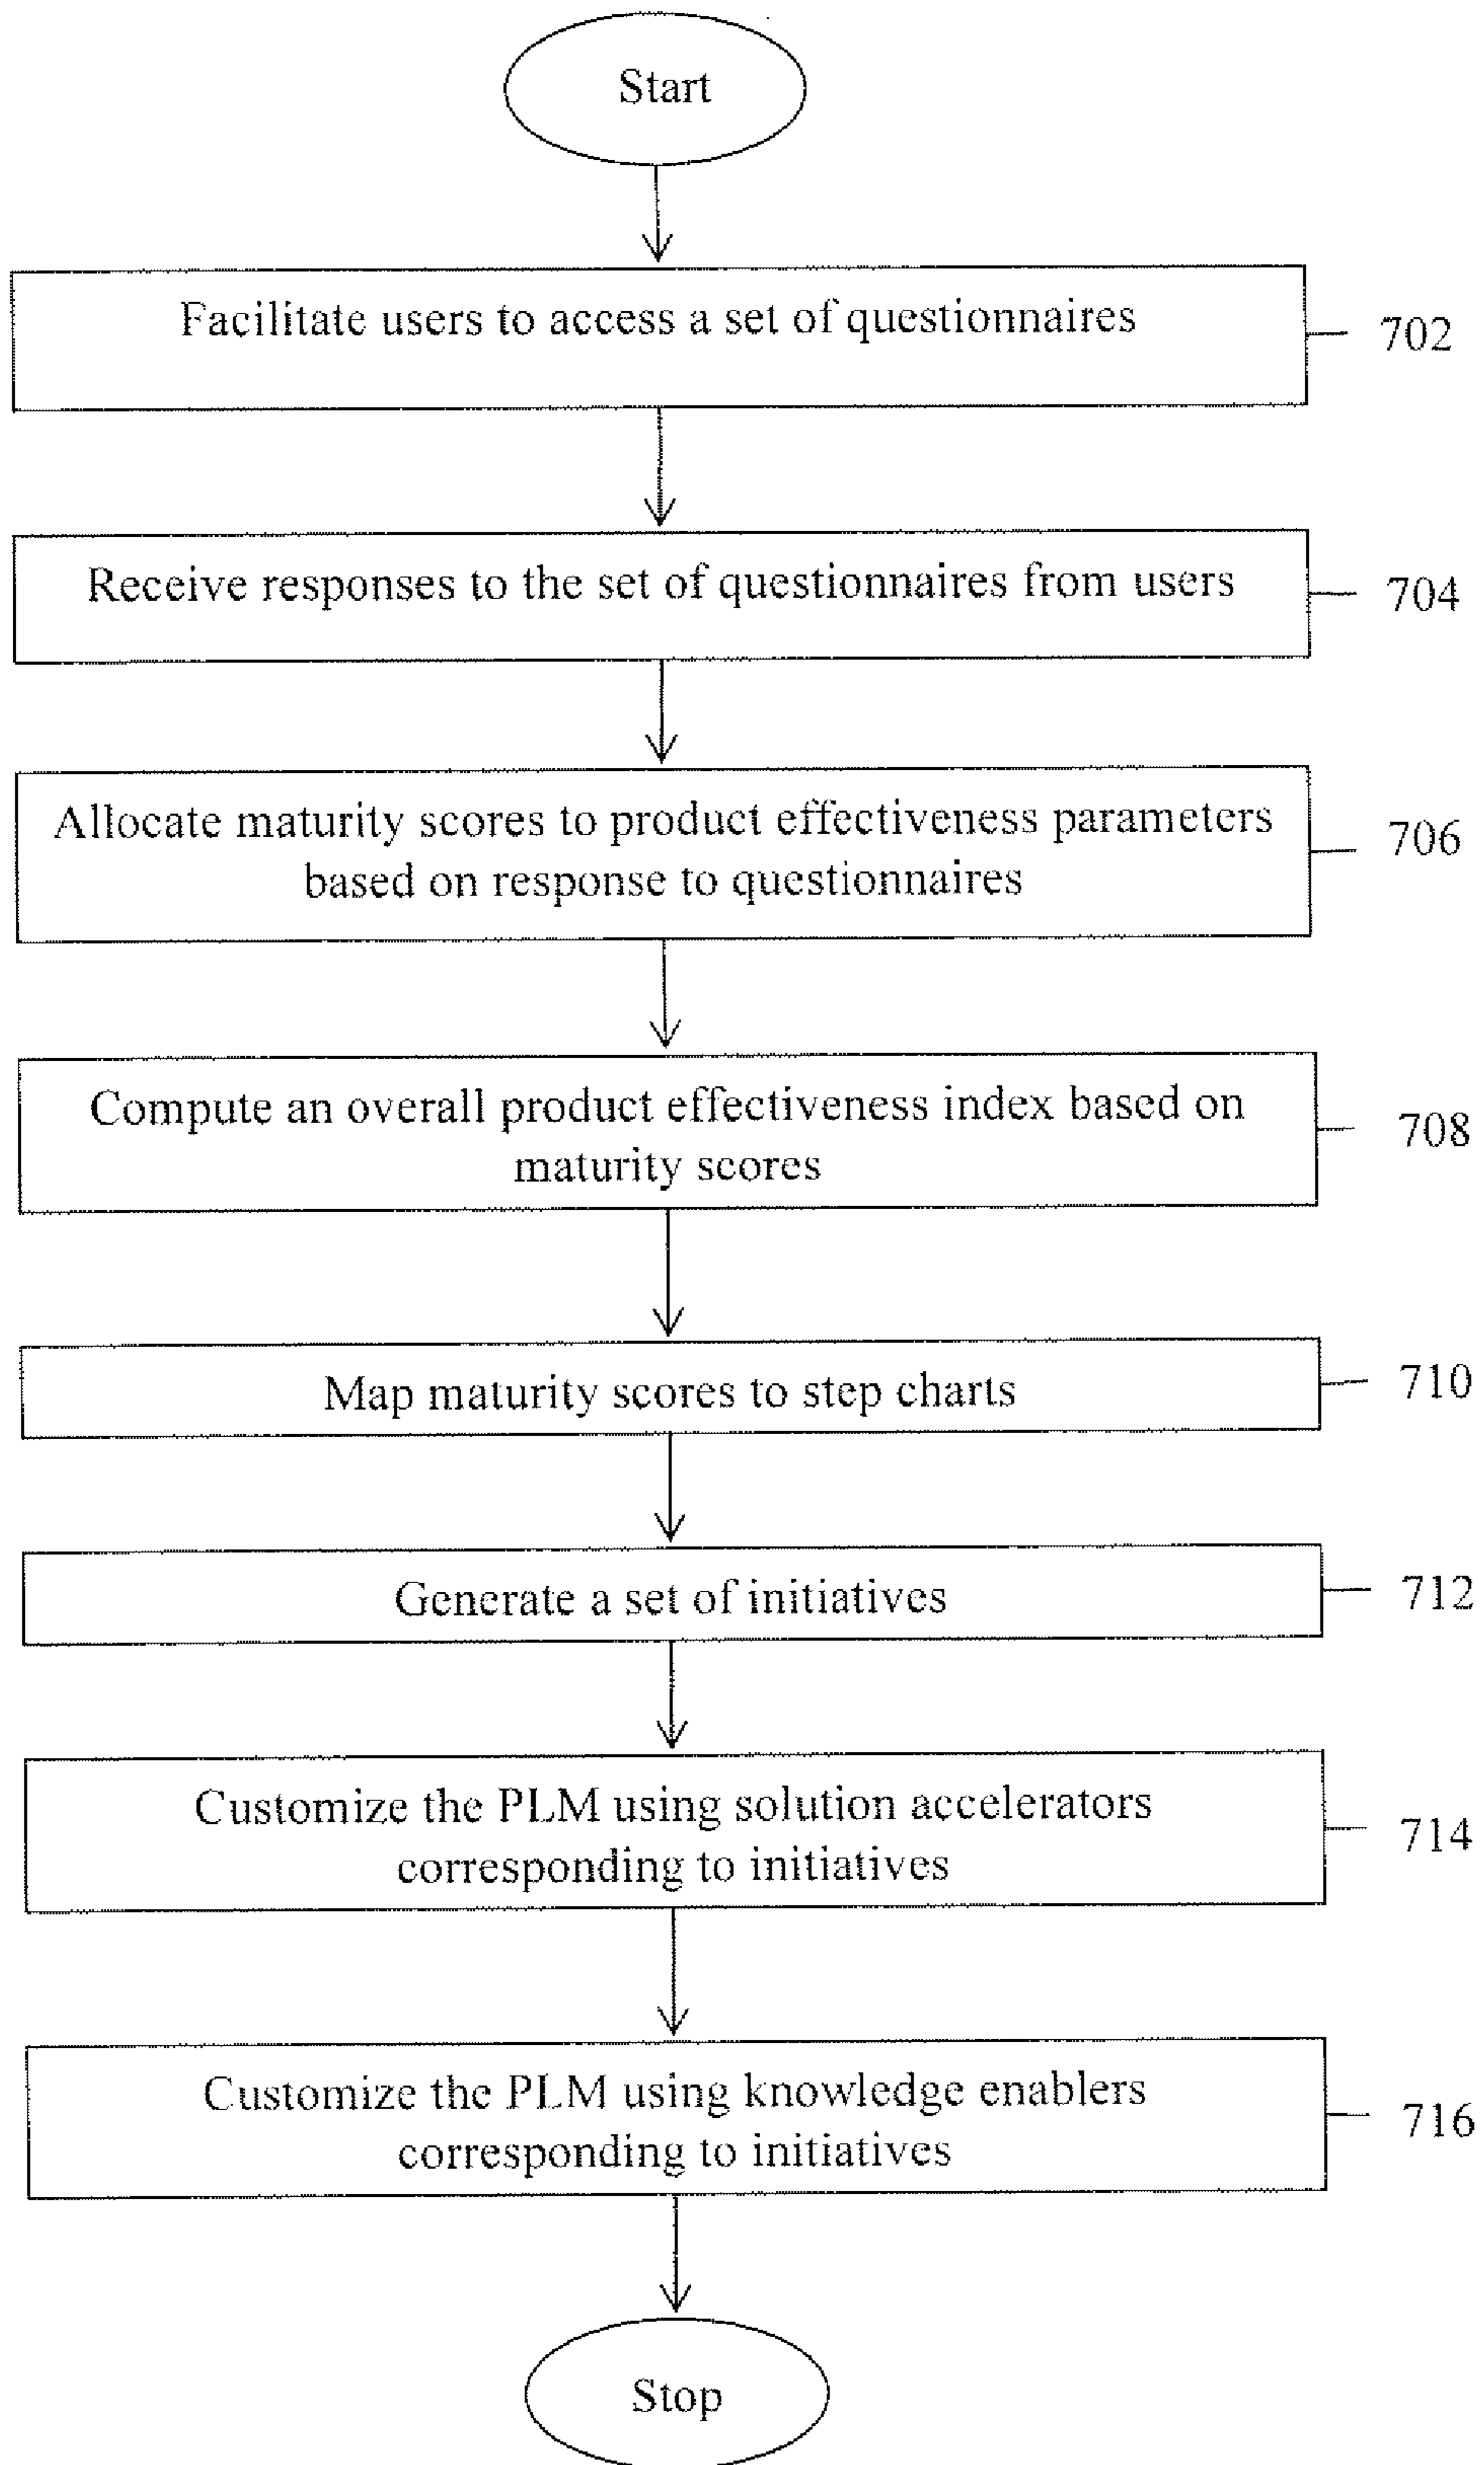 Start
Facilitate users to access a set of questionnaires
702
Receive responses to the set of questionnaires from users
704
Allocate maturity scores to product effectiveness parameters
based on response to questionnaires
706
Compute an overall product effectiveness index based on
maturity scores
708
Map maturity scores to step charts
710
Generate a set of initiatives
712
Customize the PLM using solution accelerators
corresponding to initiatives
714
Customize the PLM using knowledge enablers
corresponding to initiatives
716
Stop